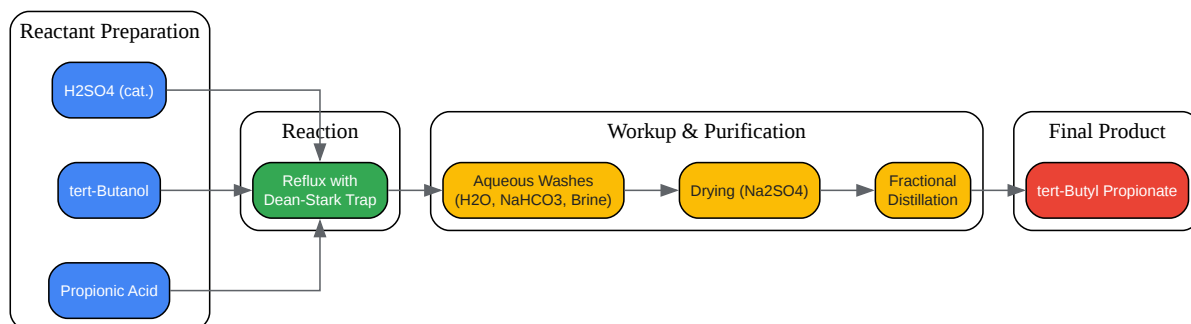 Reactant Preparation
H2SO4 (cat.)
tert-Butanol
Propionic Acid
Reaction
Reflux with
Dean-Stark Trap
Workup & Purification
Aqueous Washes
(H2O, NaHCO3, Brine)
Drying (Na2SO4)
Fractional
Distillation
Final Product
tert-Butyl Propionate